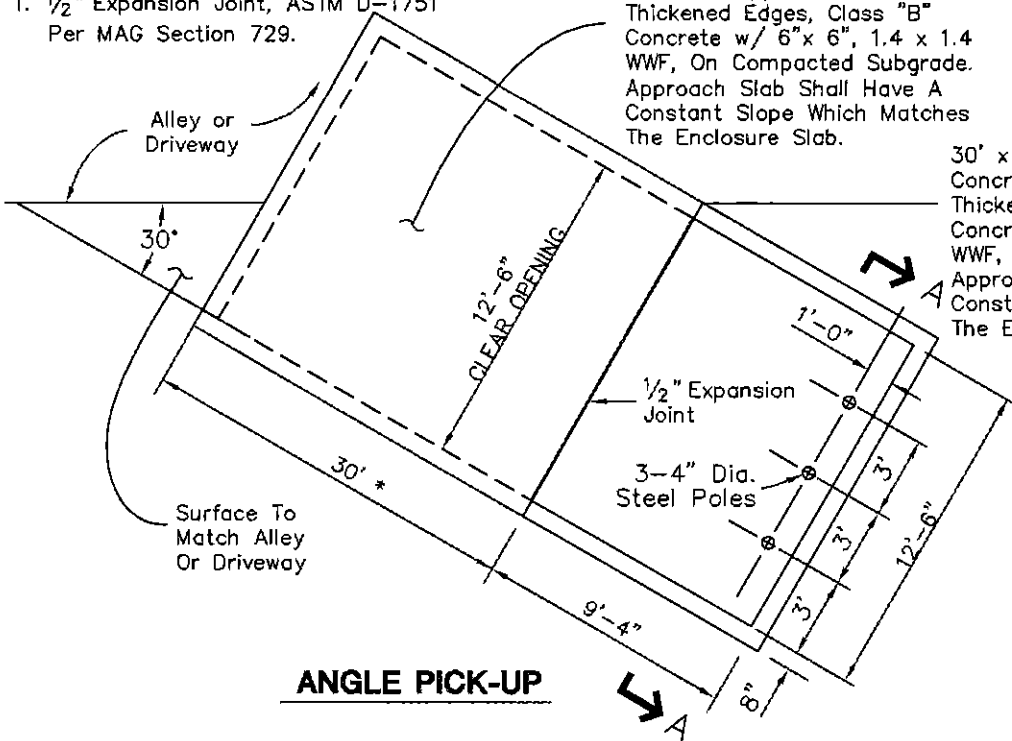 1. 1/2" Expansion Joint, ASTM D-1751
Per MAG Section 729.
Thickened Edges, Class "B"
Concrete w/ 6"x 6", 1.4 x 1.4
WWF, On Compacted Subgrade.
Approach Slab Shall Have A
Constant Slope Which Matches
The Enclosure Slab.
Alley or
Driveway
30' x
Concr
Thicke
Concr
WWF,
Appro
Const
The E
30°
12'-6"
CLEAR OPENING
A
1'-0"
1/2" Expansion
Joint
3-4" Dia.
Steel Poles
3'
3'
3'
12'-6"
30' *
Surface To
Match Alley
Or Driveway
9'-4"
8"
ANGLE PICK-UP
A